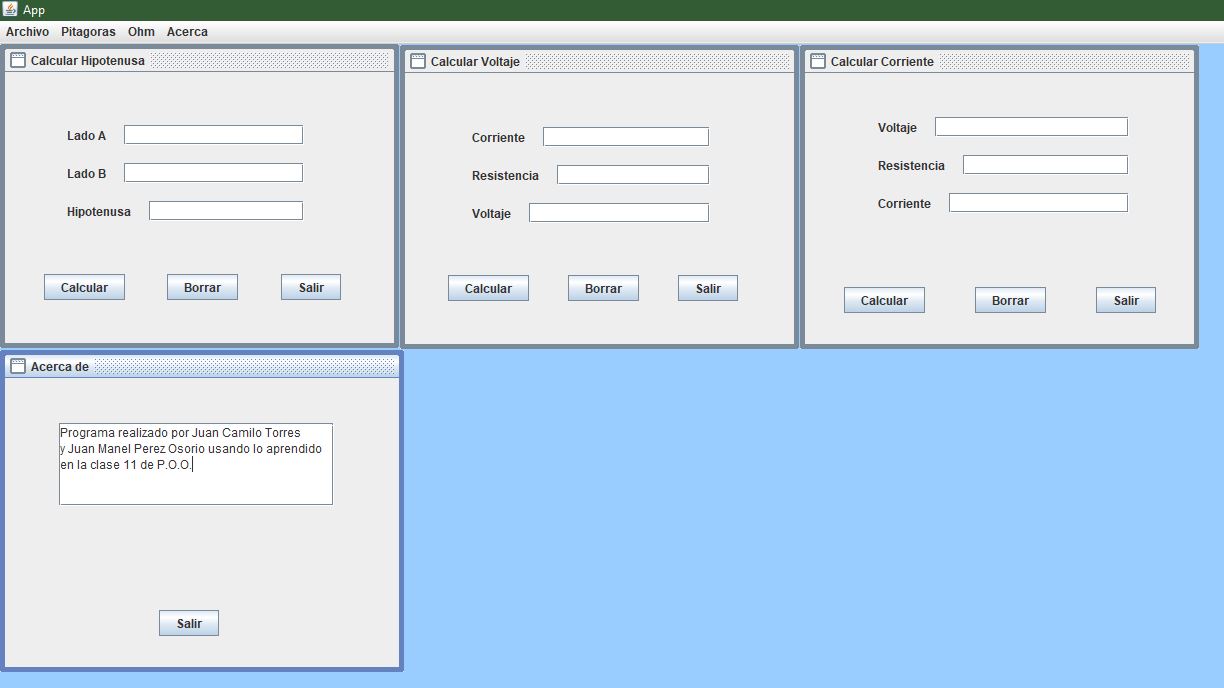 App
Archivo Pitagoras Ohm Acerca
Calcular Hipotenusa
Lado A
Lado B
Hipotenusa
Calcular Borrar Salir
Calcular Voltaje
Corriente
Resistencia
Voltaje
Calcular Borrar Salir
Calcular Corriente
Voltaje
Resistencia
Corriente
Calcular Borrar Salir
Acerca de
Programa realizado por Juan Camilo Torres
y Juan Manel Perez Osorio usando lo aprendido
en la clase 11 de P.O.O.
Salir